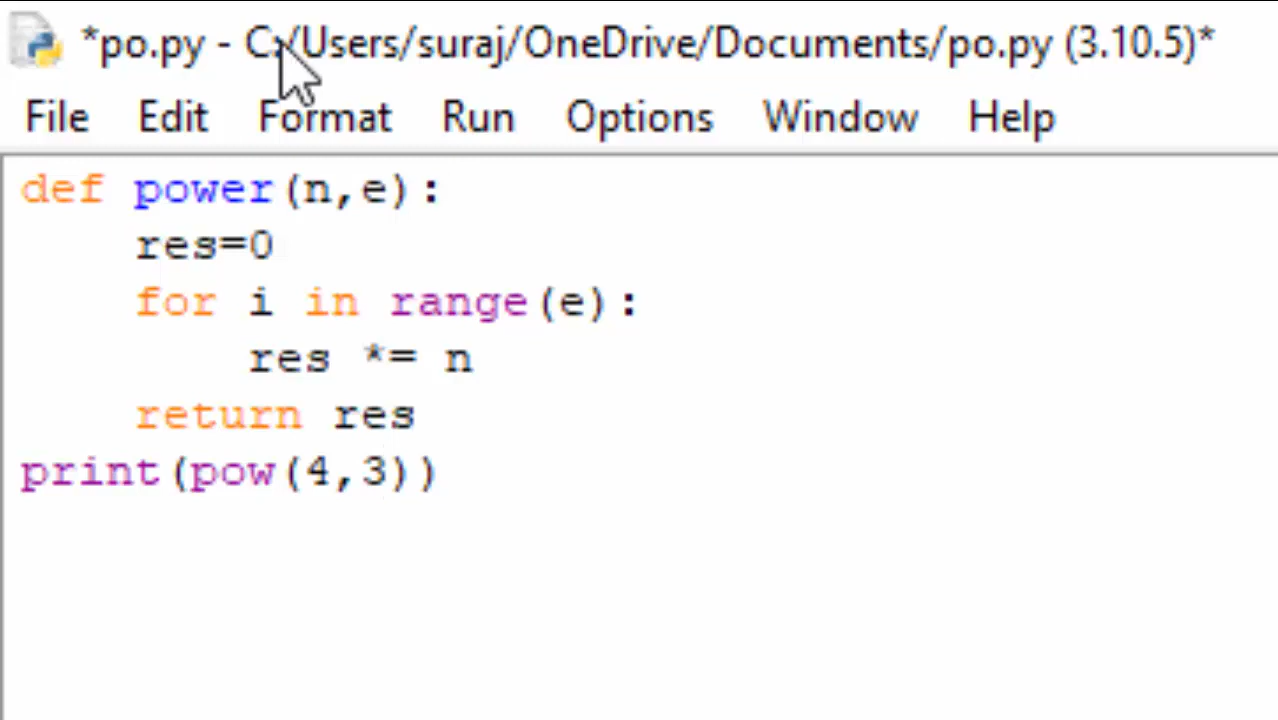 *po.py - C:/Users/suraj/OneDrive/Documents/po.py (3.10.5)*
File Edit Format Run Options Window Help
def power(n,e):
    res=0
    for i in range(e):
        res *= n
    return res
print(pow(4,3))